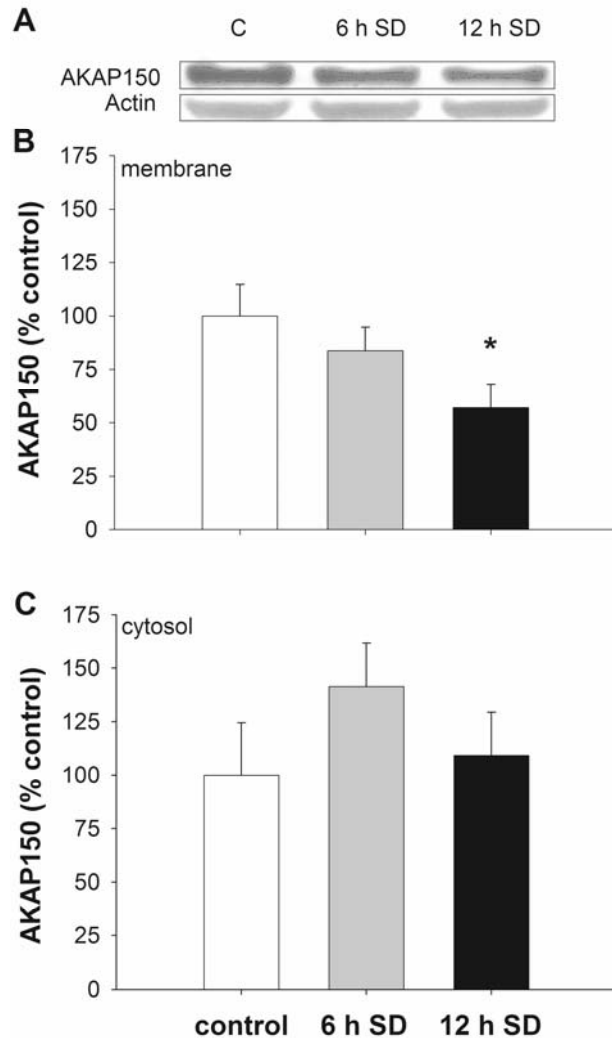 A
C 6 h SD 12 h SD
AKAP150
Actin
B
175
membrane
150
125
100
*
75
50
25
0
AKAP150 (% control)
C
175
cytosol
150
125
100
75
50
25
0
AKAP150 (% control)
control 6 h SD 12 h SD